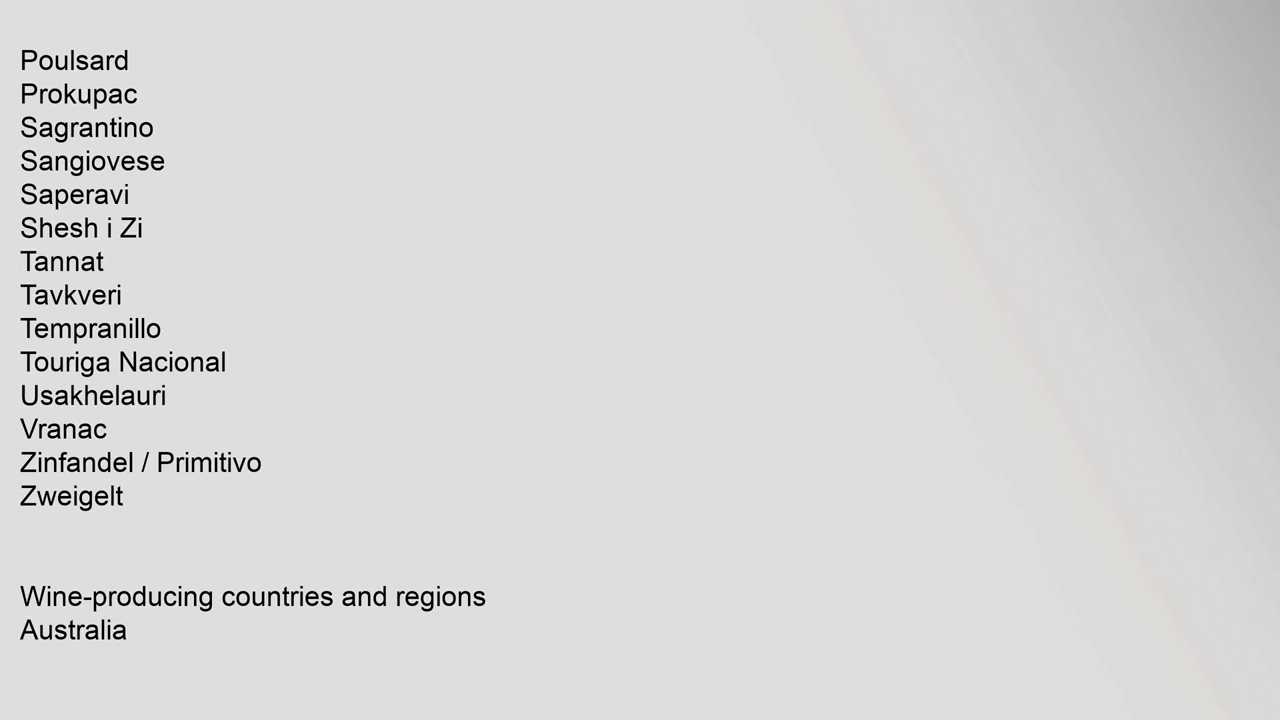 Poulsard
Prokupac
Sagrantino
Sangiovese
Saperavi
Shesh i Zi
Tannat
Tavkveri
Tempranillo
Touriga Nacional
Usakhelauri
Vranac
Zinfandel / Primitivo
Zweigelt
Wine-producing countries and regions
Australia